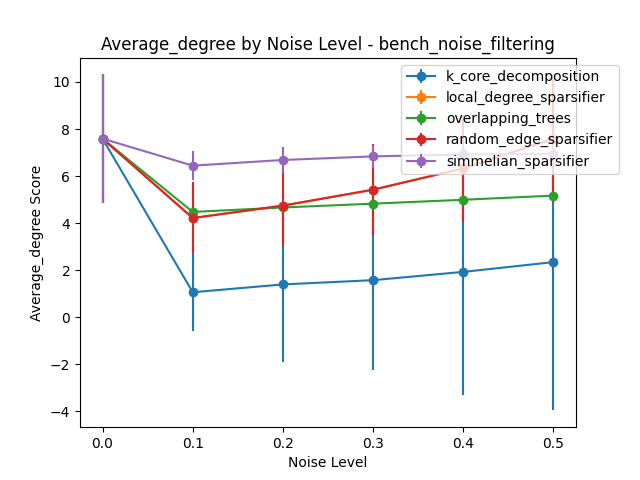 Average_degree by Noise Level - bench_noise_filtering
Average_degree Score
10
8
6
4
2
0
−2
−4
k_core_decomposition
local_degree_sparsifier
overlapping_trees
random_edge_sparsifier
simmelian_sparsifier
0.0 0.1 0.2 0.3 0.4 0.5
Noise Level